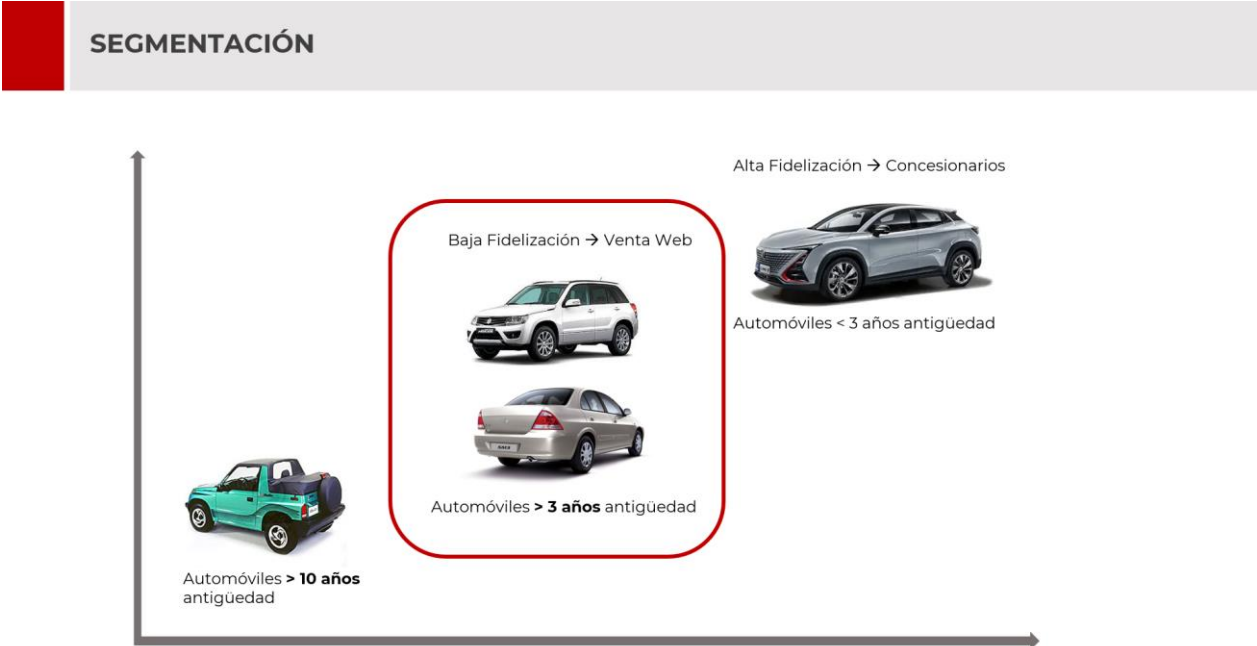 SEGMENTACIÓN
Alta Fidelización → Concesionarios
Baja Fidelización → Venta Web
Automóviles < 3 años antigüedad
Automóviles > 3 años antigüedad
Automóviles > 10 años
antigüedad